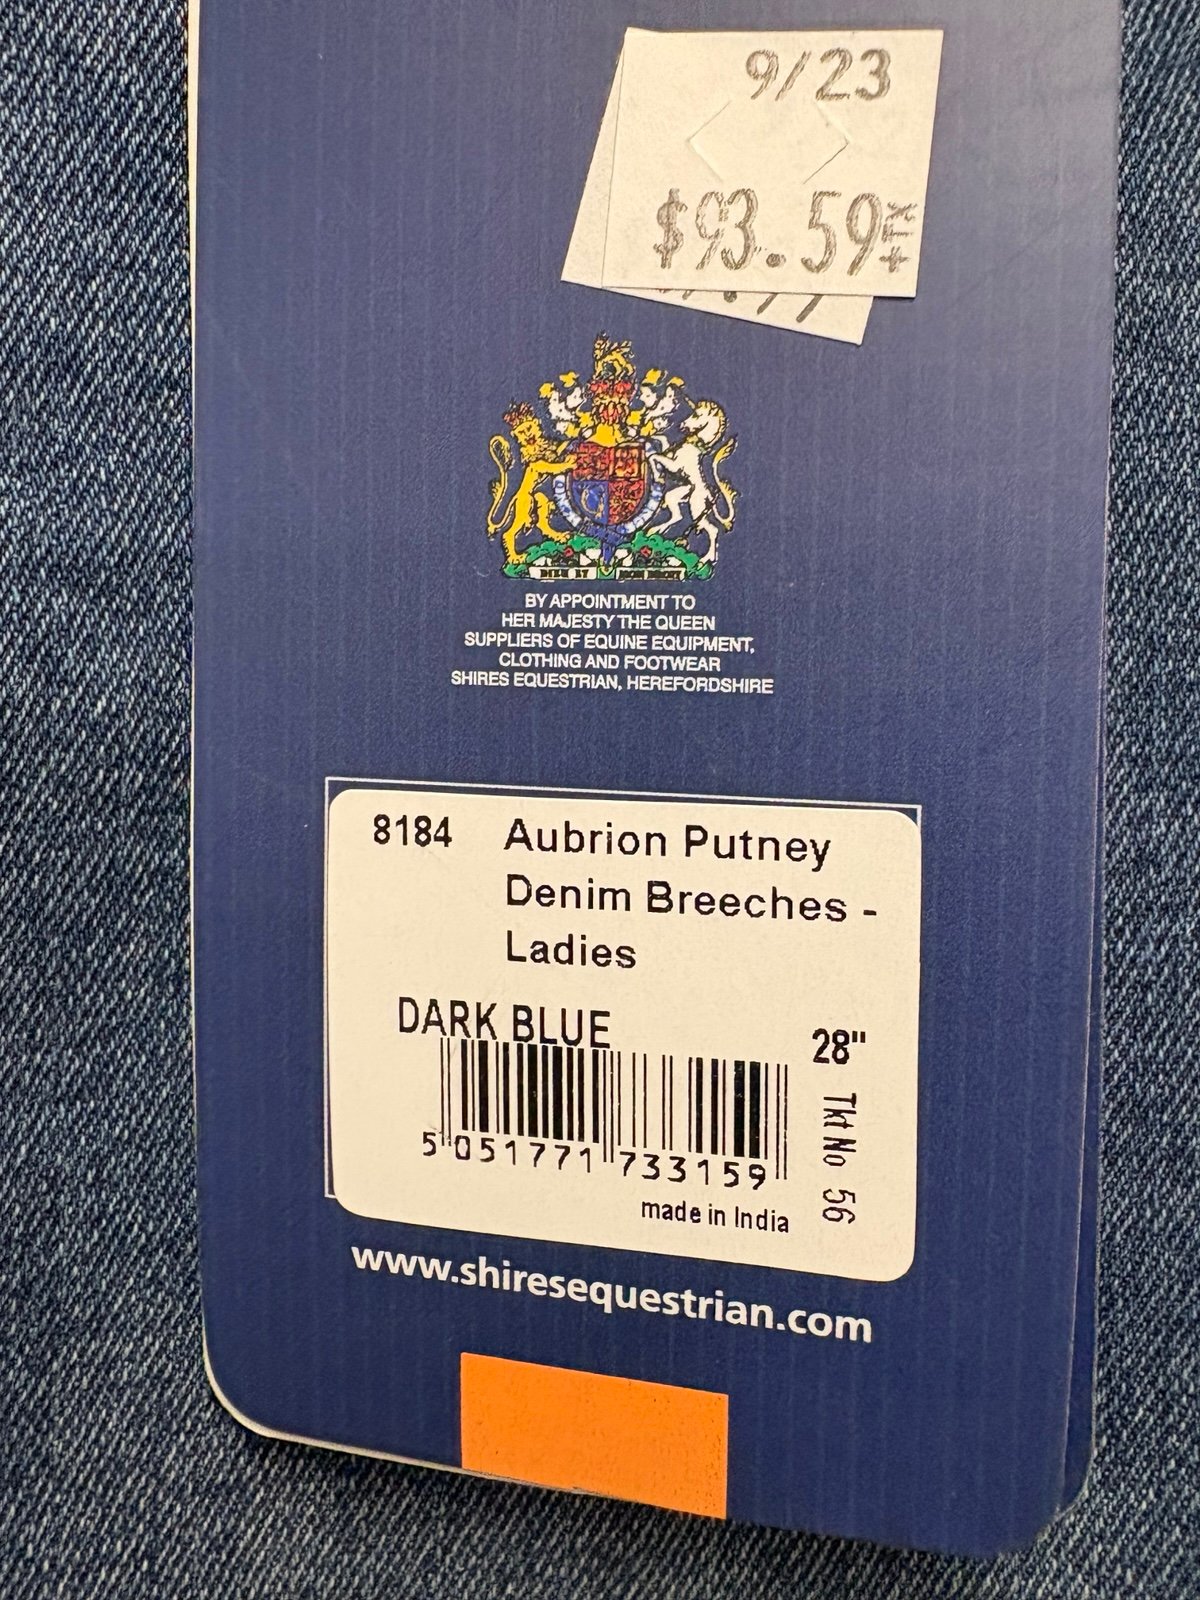 9/23
$93.59
+TX
BY APPOINTMENT TO
HER MAJESTY THE QUEEN
SUPPLIERS OF EQUINE EQUIPMENT,
CLOTHING AND FOOTWEAR
SHIRES EQUESTRIAN, HEREFORDSHIRE
8184 Aubrion Putney
Denim Breeches -
Ladies
DARK BLUE
28"
Tkt No 56
5 051771 733159
made in India
www.shiresequestrian.com